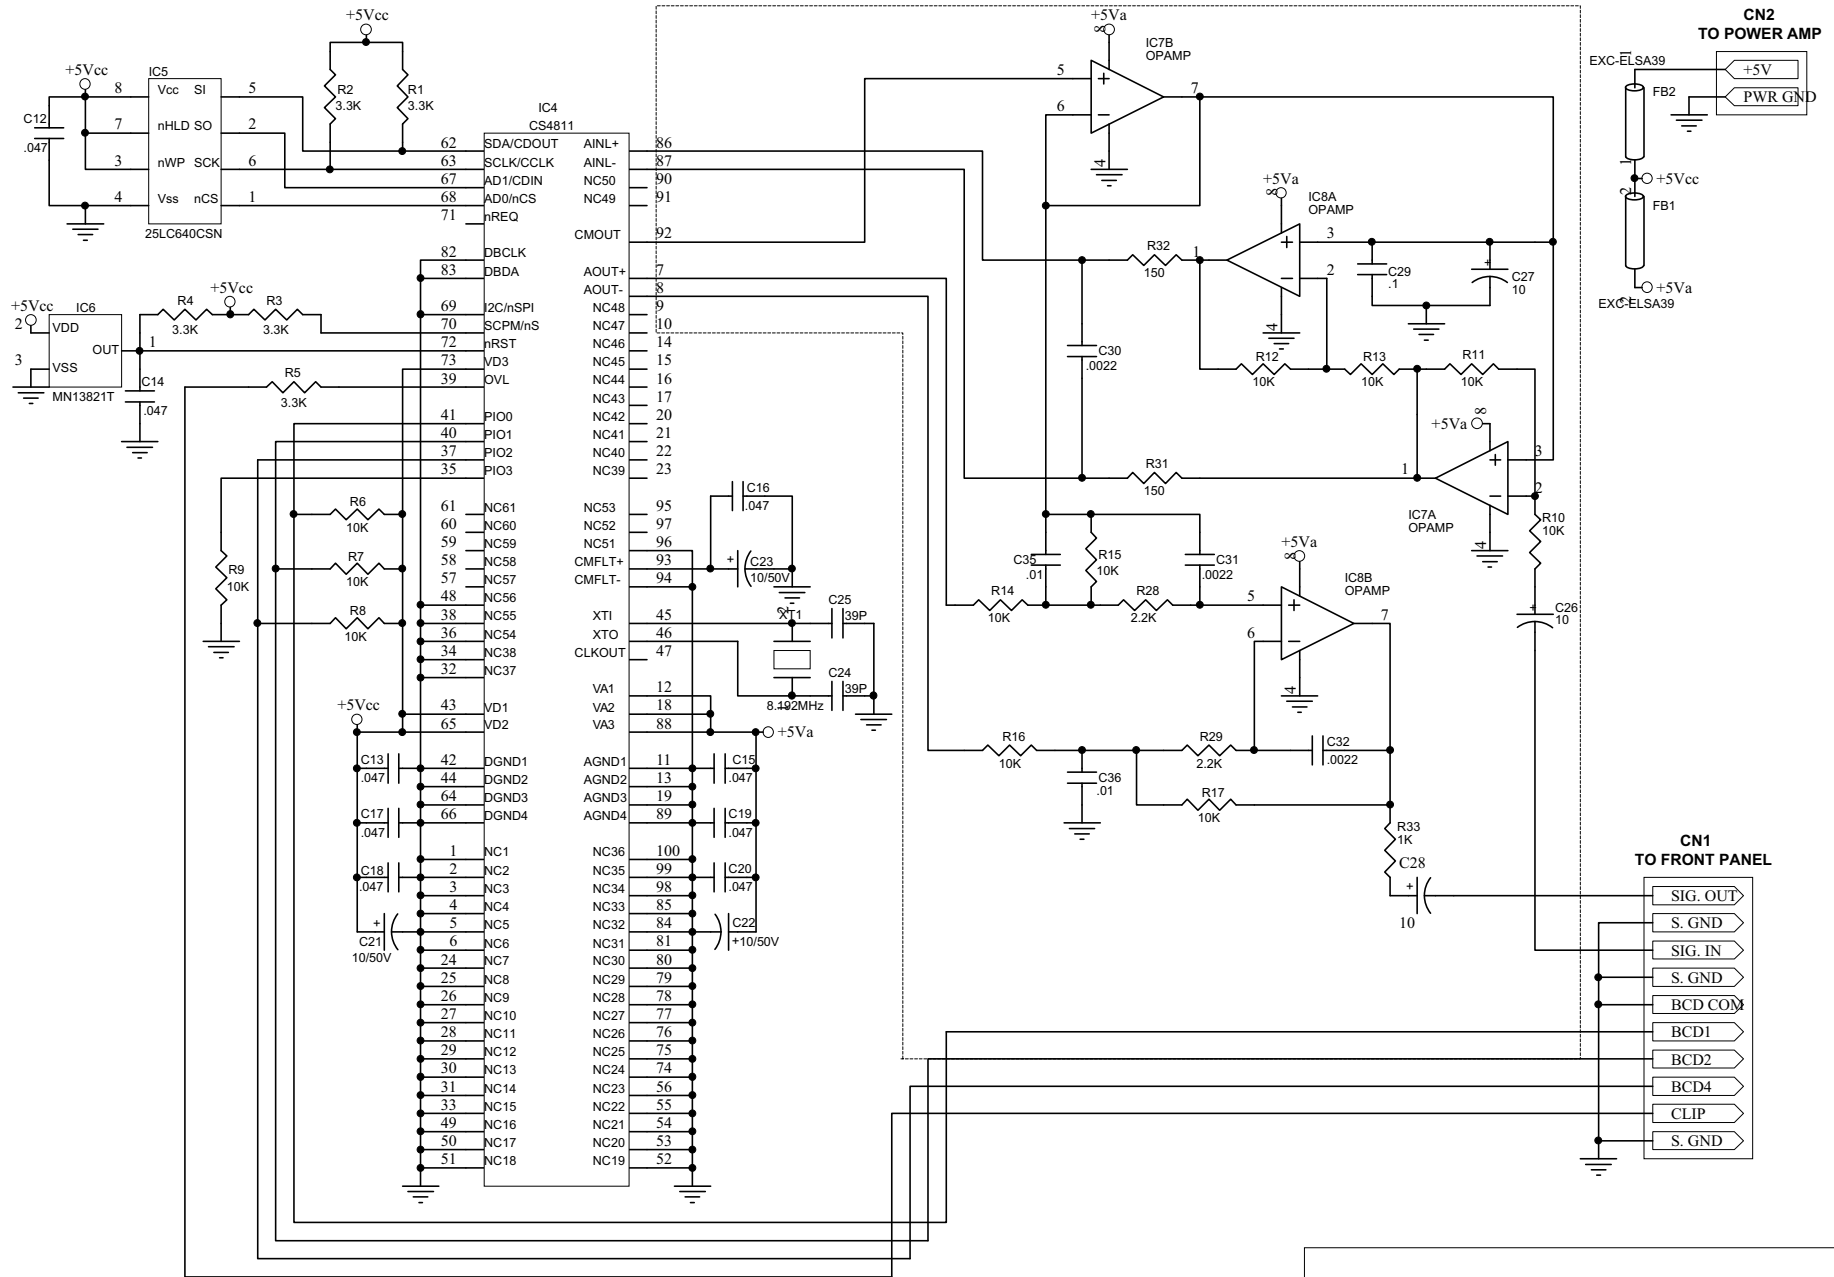 CN2
TO POWER AMP
+5V
PWR GND
EXC-ELSA39
1
FB2
1
+5Vcc
2
FB1
+5Va
2
EXC-ELSA39
+5Vcc
+5Vcc
IC5
8 Vcc SI 5
7 nHLD SO 2
3 nWP SCK 6
4 Vss nCS 1
25LC640CSN
C12
.047
R2
3.3K
R1
3.3K
+5Vcc
IC6
2 VDD
OUT 1
3 VSS
MN13821T
C14
.047
+5Vcc
R4
3.3K
R3
3.3K
R5
3.3K
R6
10K
R7
10K
R8
10K
R9
10K
IC4
CS4811
62 SDA/CDOUT
63 SCLK/CCLK
67 AD1/CDIN
68 AD0/nCS
71 nREQ
82 DBCLK
83 DBDA
69 I2C/nSPI
70 SCPM/nS
72 nRST
73 VD3
39 OVL
41 PIO0
40 PIO1
37 PIO2
35 PIO3
61 NC61
60 NC60
59 NC59
58 NC58
57 NC57
48 NC56
38 NC55
36 NC54
34 NC38
32 NC37
43 VD1
65 VD2
42 DGND1
44 DGND2
64 DGND3
66 DGND4
1 NC1
2 NC2
3 NC3
4 NC4
5 NC5
6 NC6
24 NC7
25 NC8
26 NC9
27 NC10
28 NC11
29 NC12
30 NC13
31 NC14
33 NC15
49 NC16
50 NC17
51 NC18
AINL+ 86
AINL- 87
NC50 90
NC49 91
CMOUT 92
AOUT+ 7
AOUT- 8
NC48 9
NC47 10
NC46 14
NC45 15
NC44 16
NC43 17
NC42 20
NC41 21
NC40 22
NC39 23
NC53 95
NC52 97
NC51 96
CMFLT+ 93
CMFLT- 94
XTI 45
XTO 46
CLKOUT 47
VA1 12
VA2 18
VA3 88
AGND1 11
AGND2 13
AGND3 19
AGND4 89
NC36 100
NC35 99
NC34 98
NC33 85
NC32 84
NC31 81
NC30 80
NC29 79
NC28 78
NC27 77
NC26 76
NC25 75
NC24 74
NC23 56
NC22 55
NC21 54
NC20 53
NC19 52
+5Vcc
C13
.047
C17
.047
C18
.047
+
C21
10/50V
+5Va
C15
.047
C19
.047
C20
.047
C22
+10/50V
C16
.047
+
C23
10/50V
XT1
8.192MHz
C25
39P
C24
39P
+5Va
8
IC7B
OPAMP
5 +
6 −
7
4
+5Va
8
IC8A
OPAMP
3 +
2 −
1
4
R32
150
C29
.1
+
C27
10
C30
.0022
R12
10K
R13
10K
R11
10K
8
+5Va
3 +
2 −
1
4
IC7A
OPAMP
R31
150
R10
10K
+
C26
10
C35
.01
R15
10K
C31
.0022
R14
10K
R28
2.2K
+5Va
8
IC8B
OPAMP
5 +
6 −
7
4
R16
10K
C36
.01
R29
2.2K
C32
.0022
R17
10K
R33
1K
C28
+
10
CN1
TO FRONT PANEL
SIG. OUT
S. GND
SIG. IN
S. GND
BCD COM
BCD1
BCD2
BCD4
CLIP
S. GND